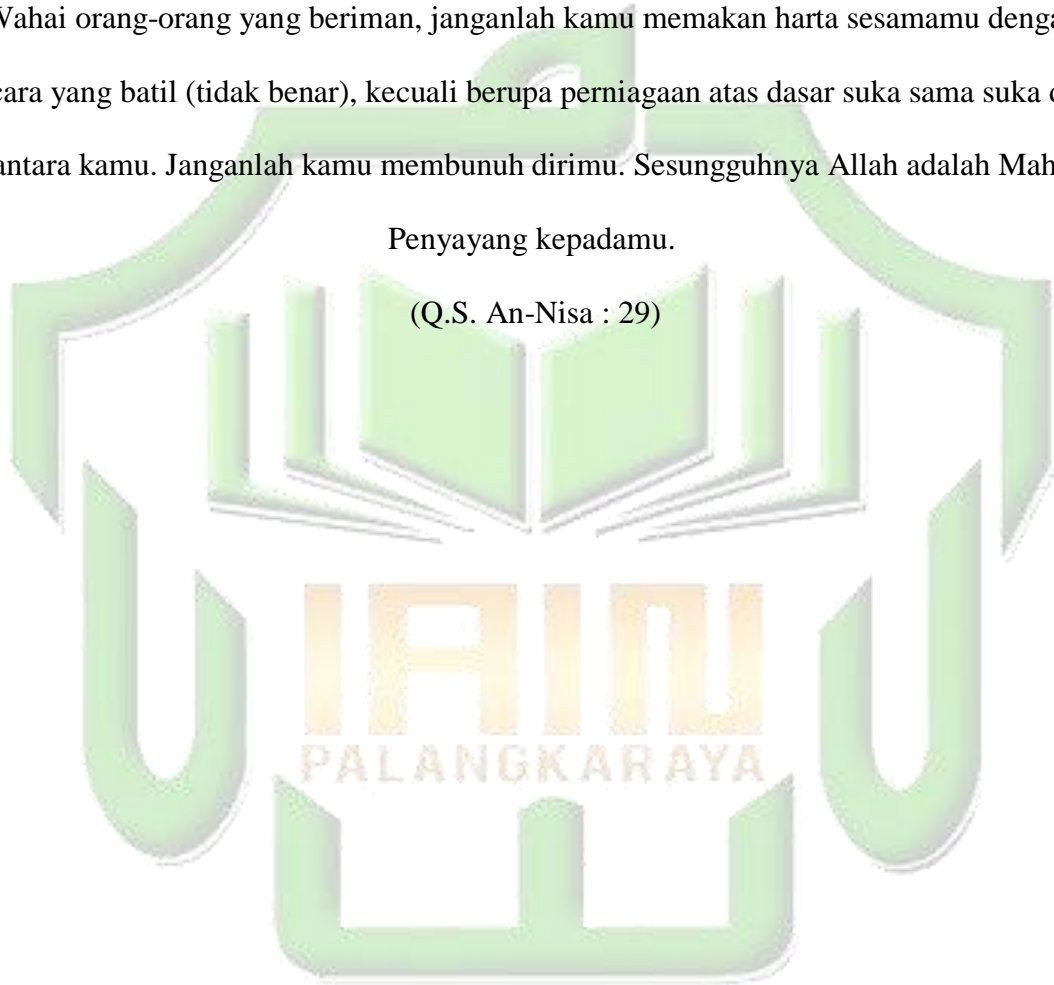 Wahai orang-orang yang beriman, janganlah kamu memakan harta sesamamu
cara yang batil (tidak benar), kecuali berupa perniagaan atas dasar suka sama suka
antara kamu. Janganlah kamu membunuh dirimu. Sesungguhnya Allah adalah
Penyayang kepadamu.
(Q.S. An-Nisa : 29)
IAIN
PALANGKARAYA